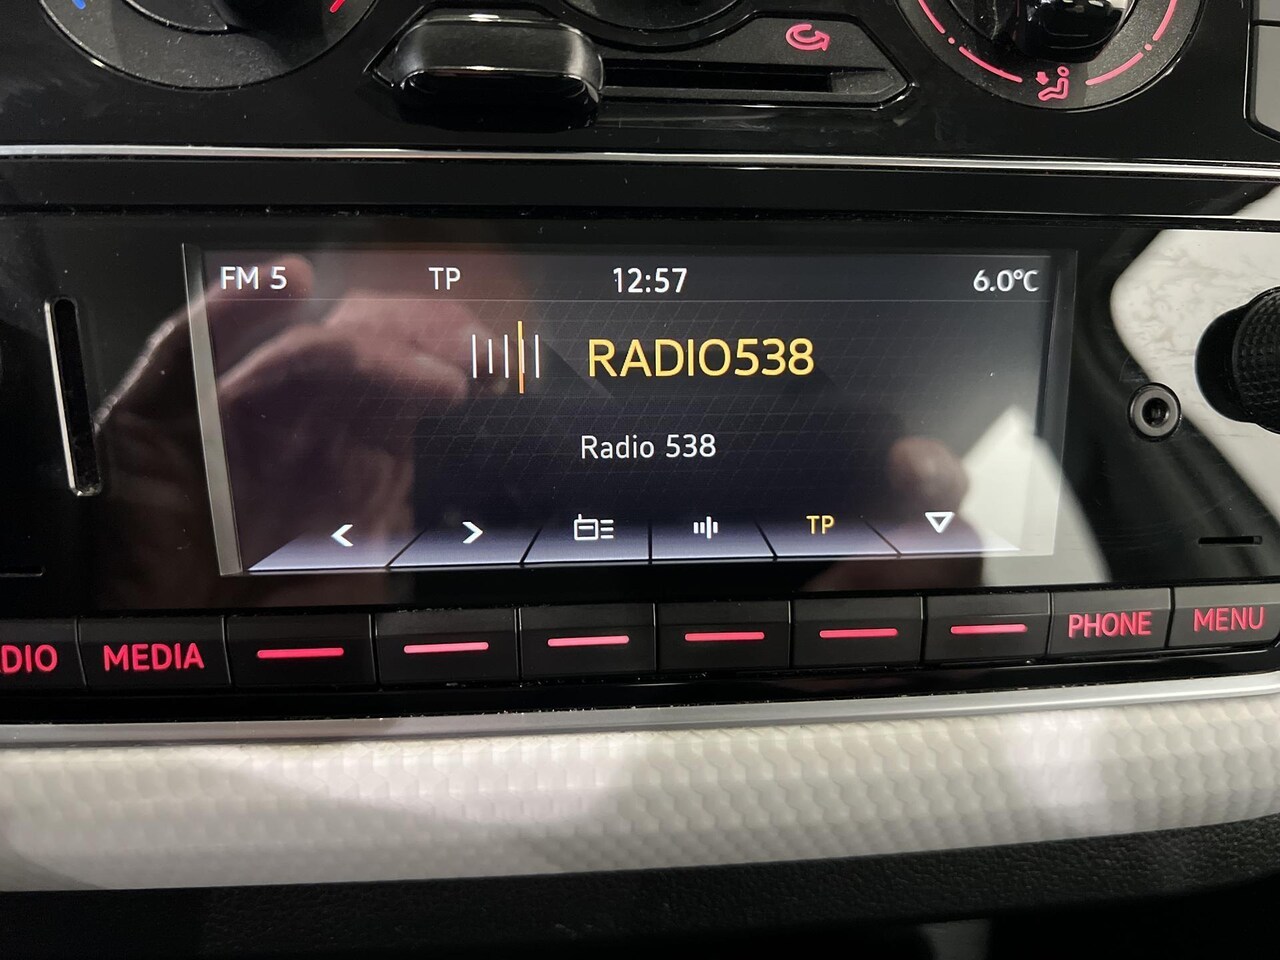 FM 5 TP 12:57 6.0°C
RADIO538
Radio 538
TP
DIO MEDIA PHONE MENU